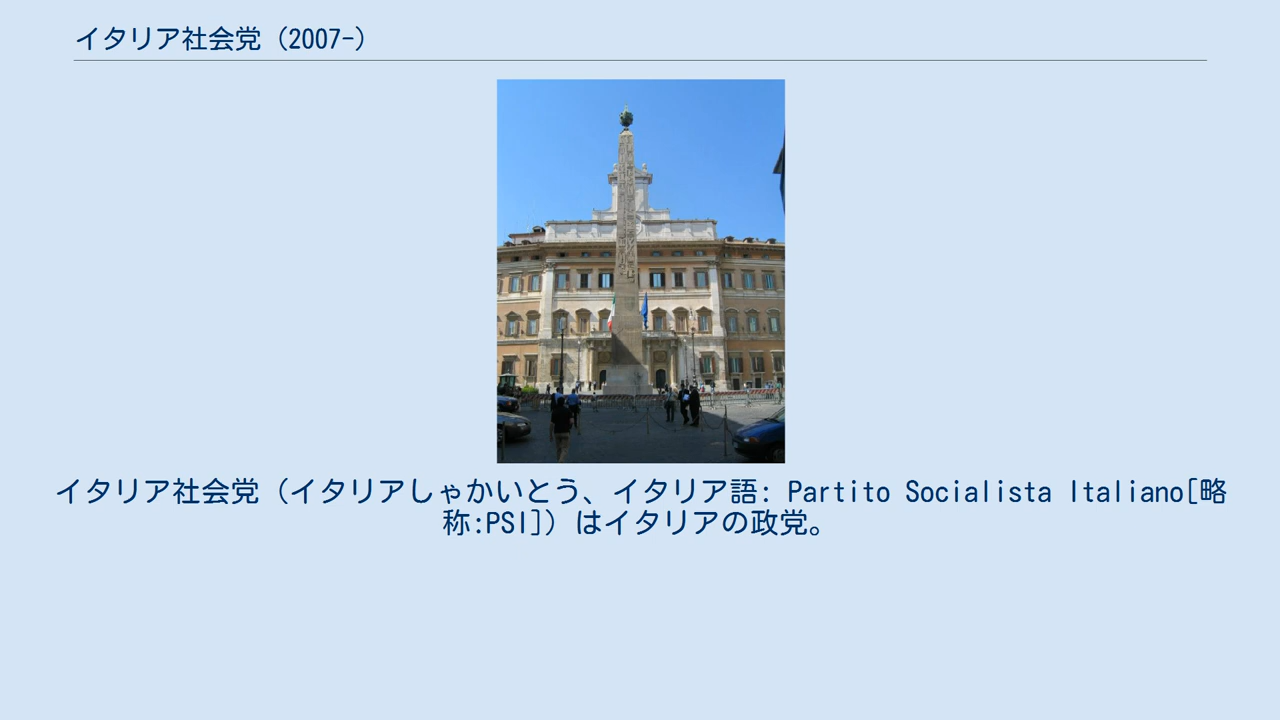 イタリア社会党（2007-）
イタリア社会党（イタリアしゃかいとう、イタリア語: Partito Socialista Italiano[略
称:PSI]）はイタリアの政党。